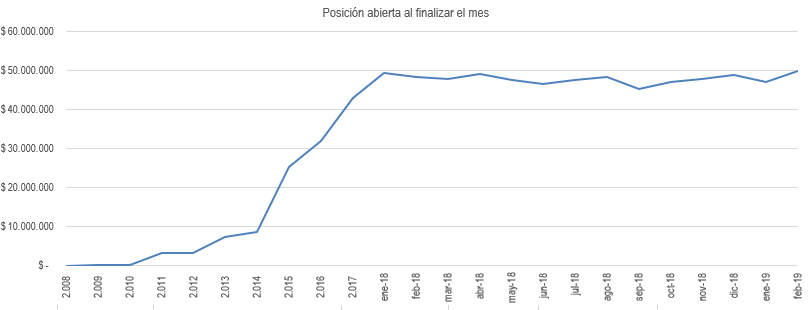 Posición abierta al finalizar el mes
$ 60.000.000
$ 50.000.000
$ 40.000.000
$ 30.000.000
$ 20.000.000
$ 10.000.000
$ -
2.008
2.009
2.010
2.011
2.012
2.013
2.014
2.015
2.016
2.017
ene-18
feb-18
mar-18
abr-18
may-18
jun-18
jul-18
ago-18
sep-18
oct-18
nov-18
dic-18
ene-19
feb-19